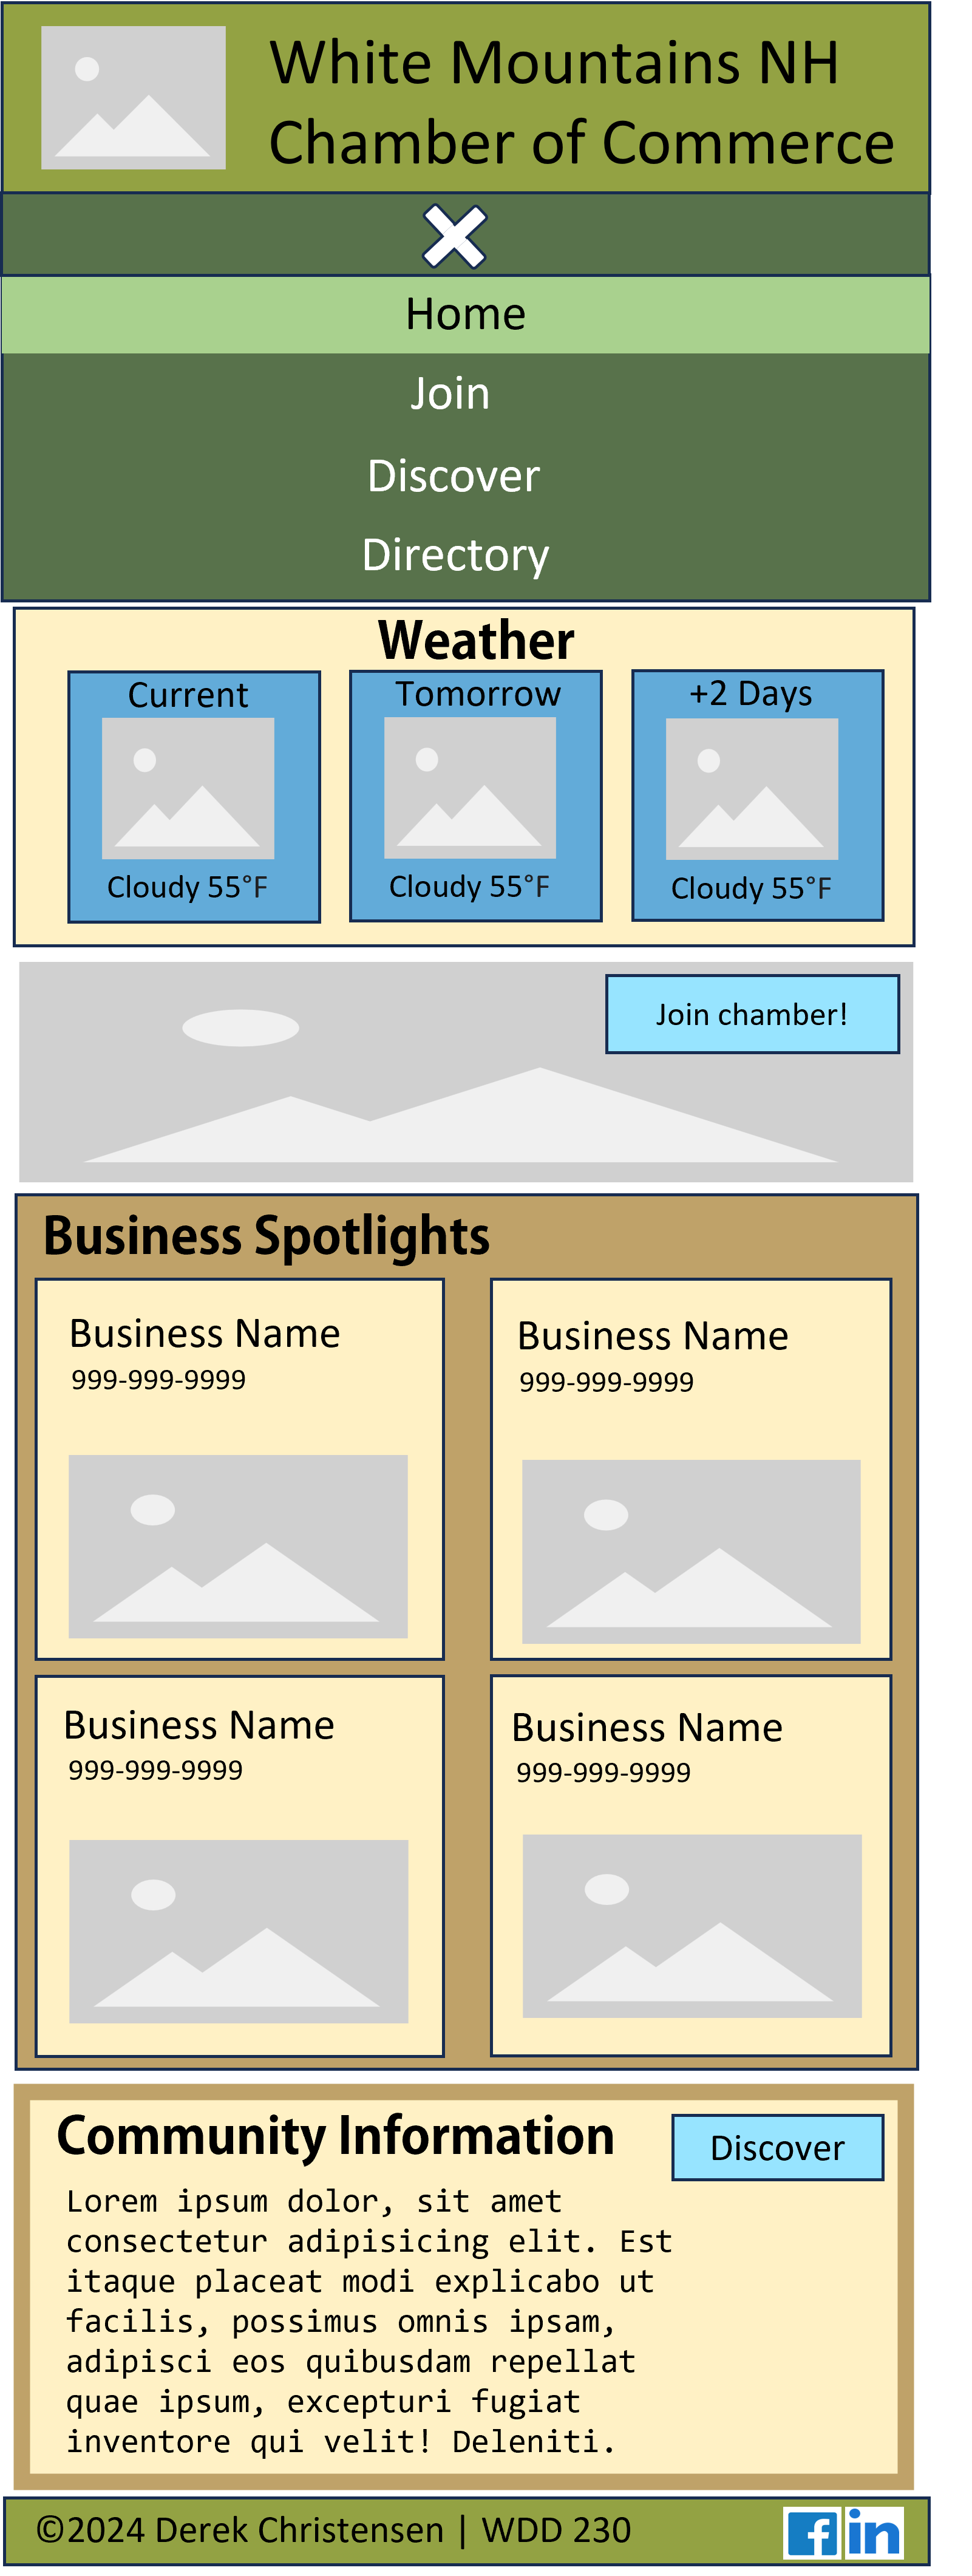 White Mountains NH
Chamber of Commerce
Home
Join
Discover
Directory
Weather
Current
Tomorrow
+2 Days
Cloudy 55°F
Cloudy 55°F
Cloudy 55°F
Join chamber!
Business Spotlights
Business Name
999-999-9999
Business Name
999-999-9999
Business Name
999-999-9999
Business Name
999-999-9999
Community Information
Discover
Lorem ipsum dolor, sit amet
consectetur adipisicing elit. Est
itaque placeat modi explicabo ut
facilis, possimus omnis ipsam,
adipisci eos quibusdam repellat
quae ipsum, excepturi fugiat
inventore qui velit! Deleniti.
©2024 Derek Christensen | WDD 230
f
in